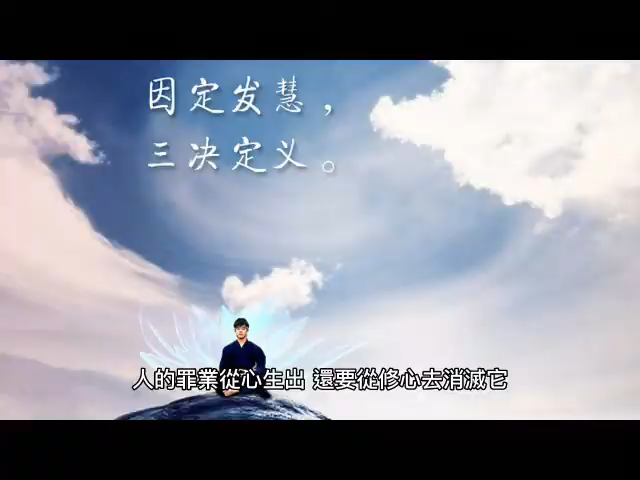 因定发慧，
三决定义。
人的罪業從心生出 還要從修心去消滅它